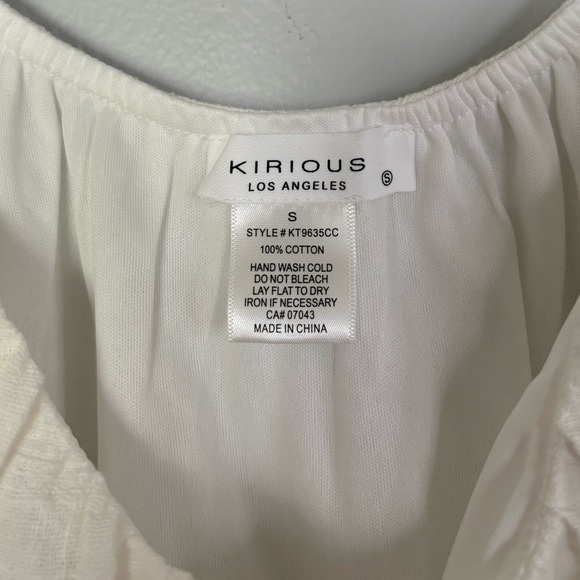 KIRIOUS
LOS ANGELES
S
S
STYLE # KT9635CC
100% COTTON
HAND WASH COLD
DO NOT BLEACH
LAY FLAT TO DRY
IRON IF NECESSARY
CA# 07043
MADE IN CHINA